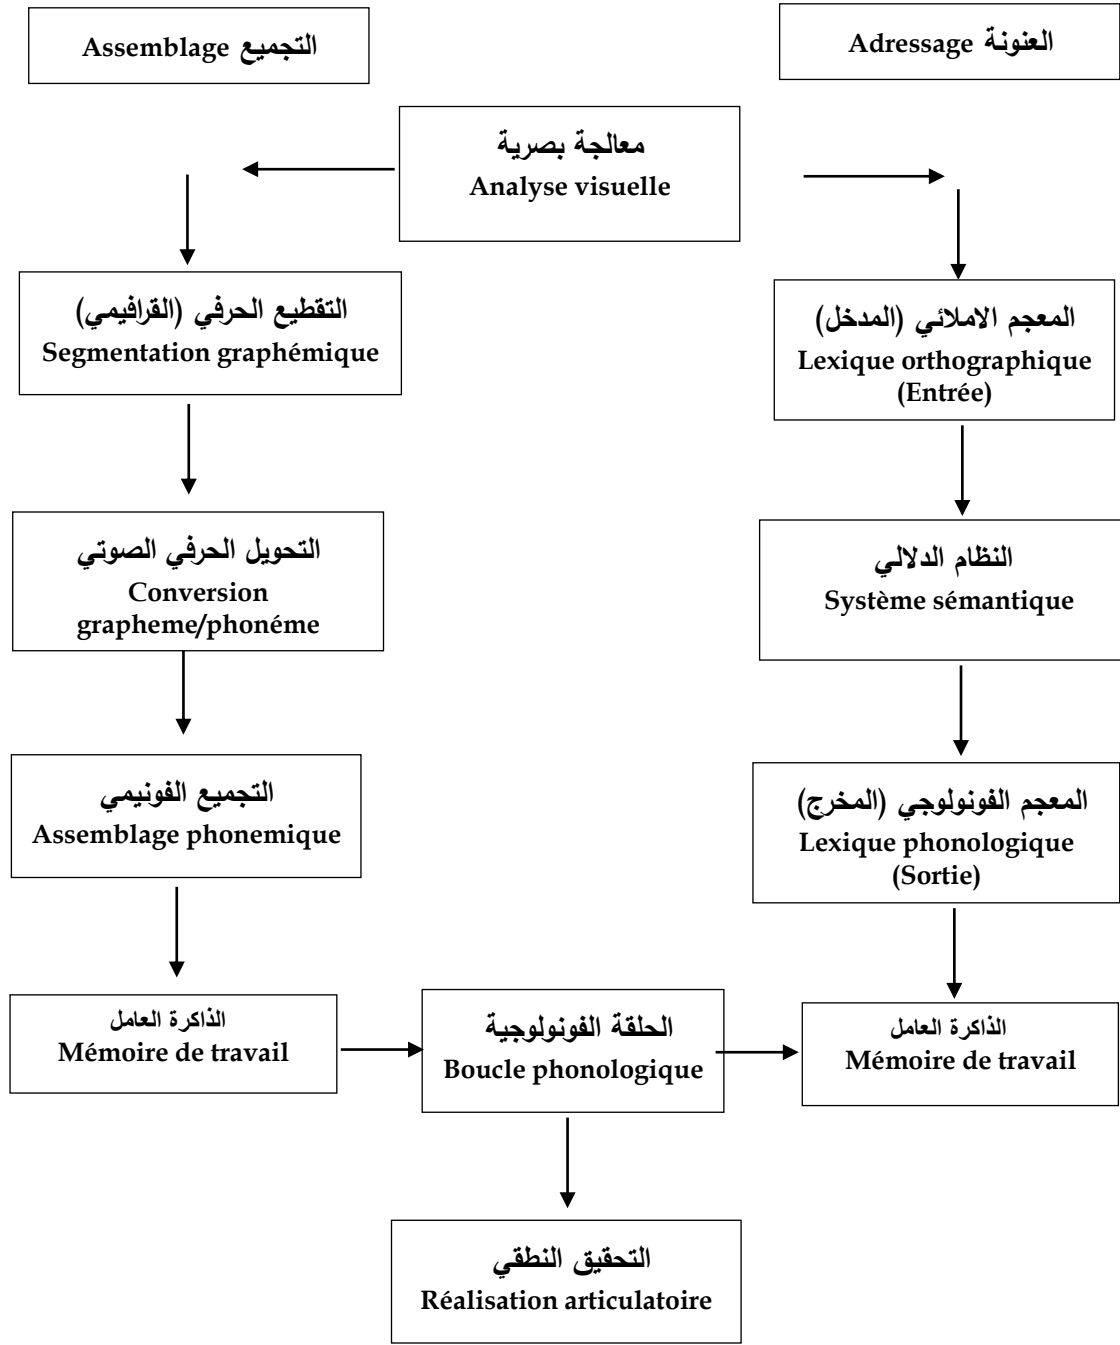 Assemblage التجميع
Adressage العنونة
معالجة بصرية
Analyse visuelle
التقطيع الحرفي (القرافيمي)
Segmentation graphémique
المعجم الاملائي (المدخل)
Lexique orthographique
(Entrée)
التحويل الحرفي الصوتي
Conversion
grapheme/phonéme
النظام الدلالي
Système sémantique
التجميع الفونيمي
Assemblage phonemique
المعجم الفونولوجي (المخرج)
Lexique phonologique
(Sortie)
الذاكرة العامل
Mémoire de travail
الحلقة الفونولوجية
Boucle phonologique
الذاكرة العامل
Mémoire de travail
التحقيق النطقي
Réalisation articulatoire